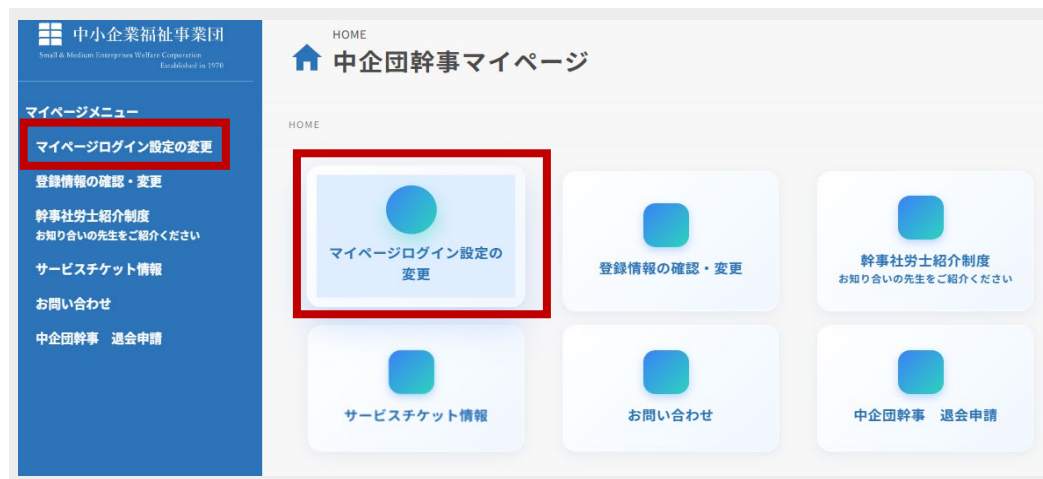 中小企業福祉事業団
Small & Medium Enterprises Welfare Corporation
Established in 1970
マイページメニュー
マイページログイン設定の変更
登録情報の確認・変更
幹事社労士紹介制度
お知り合いの先生をご紹介ください
サービスチケット情報
お問い合わせ
中企団幹事　退会申請
HOME
中企団幹事マイページ
HOME
マイページログイン設定の
変更
登録情報の確認・変更
幹事社労士紹介制度
お知り合いの先生をご紹介ください
サービスチケット情報
お問い合わせ
中企団幹事　退会申請